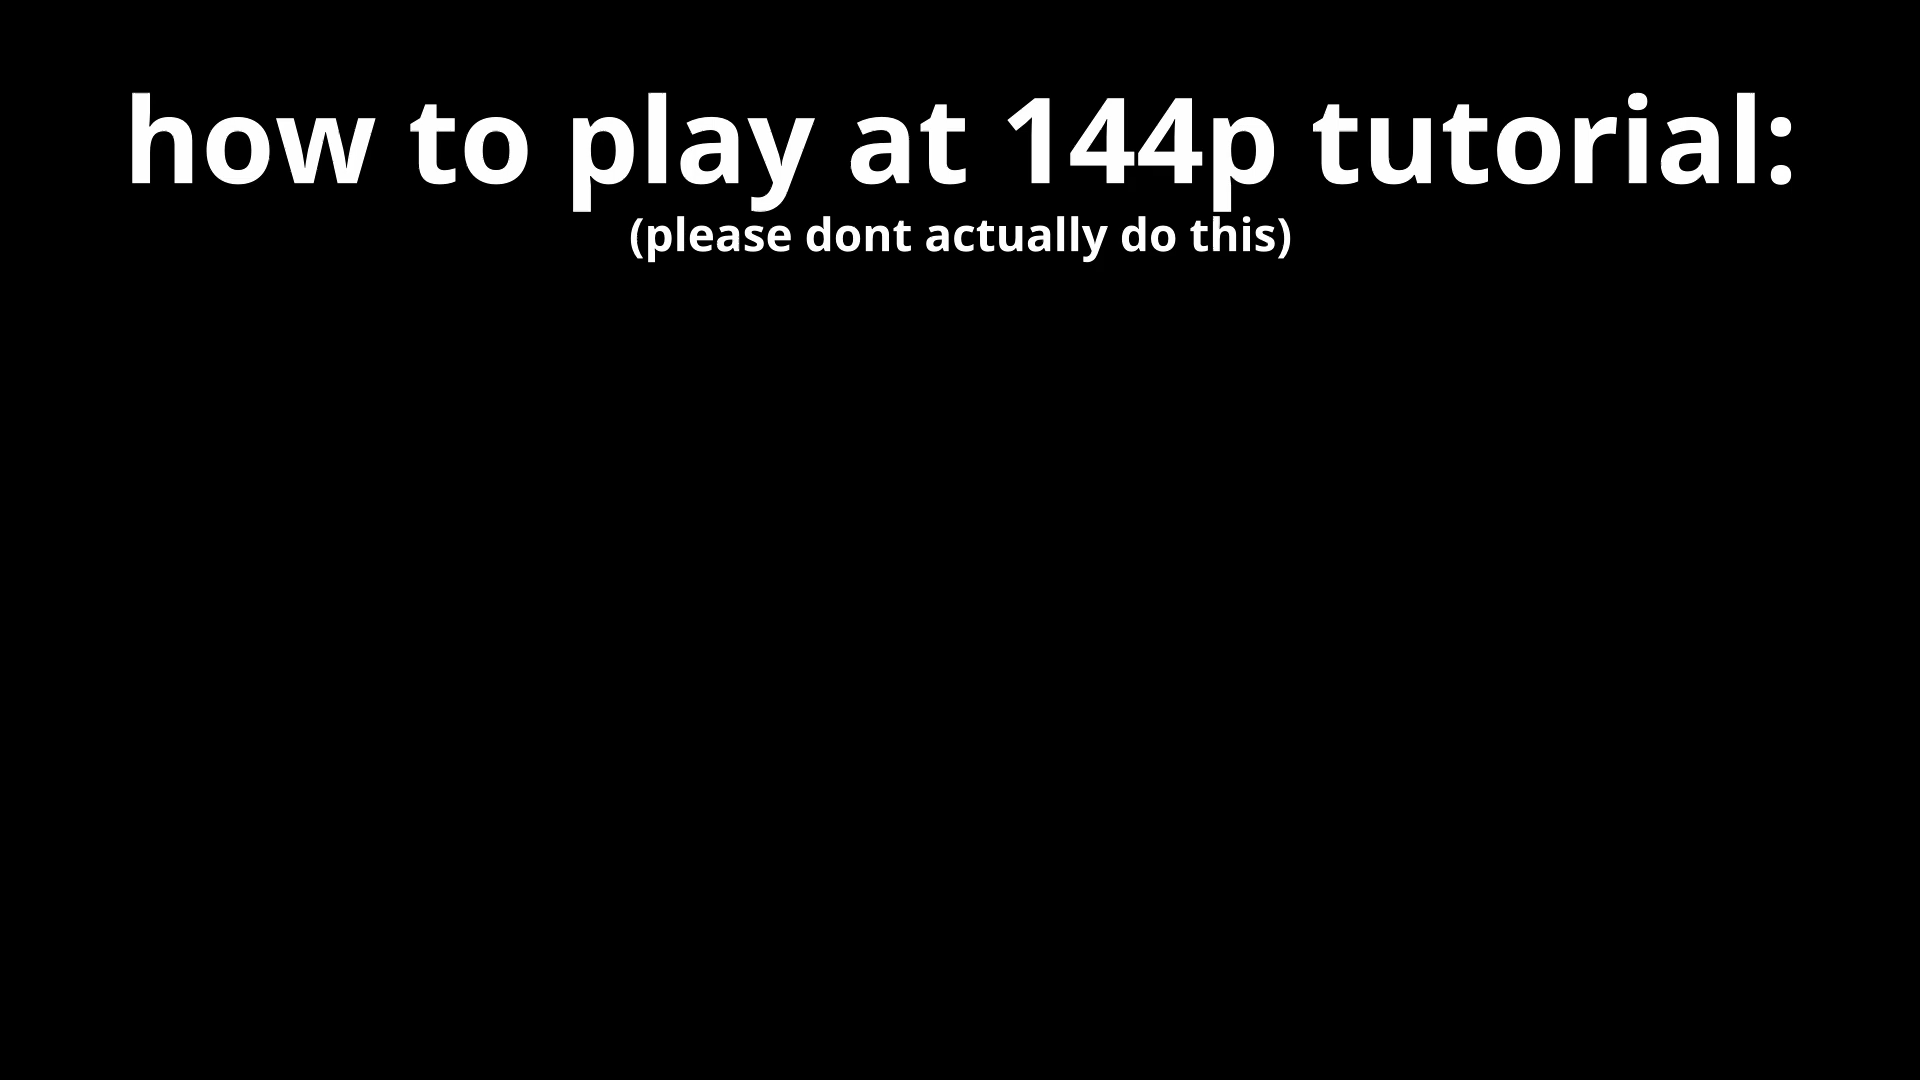 how to play at 144p tutorial:
(please dont actually do this)